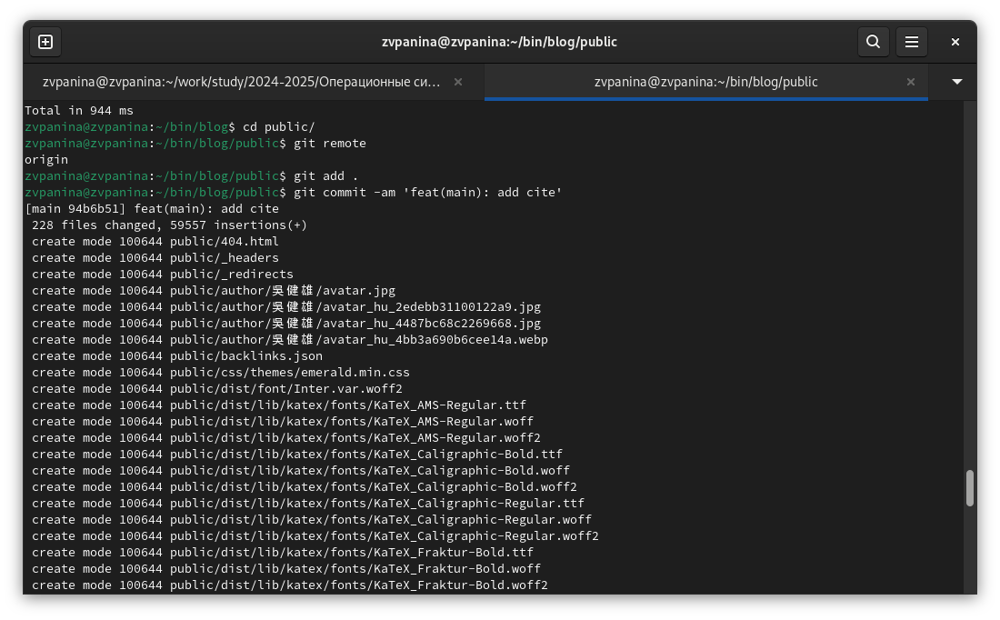 zvpanina@zvpanina:~/bin/blog/public
zvpanina@zvpanina:~/work/study/2024-2025/Операционные си…
zvpanina@zvpanina:~/bin/blog/public
Total in 944 ms
zvpanina@zvpanina:~/bin/blog$ cd public/
zvpanina@zvpanina:~/bin/blog/public$ git remote
origin
zvpanina@zvpanina:~/bin/blog/public$ git add .
zvpanina@zvpanina:~/bin/blog/public$ git commit -am 'feat(main): add cite'
[main 94b6b51] feat(main): add cite
 228 files changed, 59557 insertions(+)
 create mode 100644 public/404.html
 create mode 100644 public/_headers
 create mode 100644 public/_redirects
 create mode 100644 public/author/吳健雄/avatar.jpg
 create mode 100644 public/author/吳健雄/avatar_hu_2edebb31100122a9.jpg
 create mode 100644 public/author/吳健雄/avatar_hu_4487bc68c2269668.jpg
 create mode 100644 public/author/吳健雄/avatar_hu_4bb3a690b6cee14a.webp
 create mode 100644 public/backlinks.json
 create mode 100644 public/css/themes/emerald.min.css
 create mode 100644 public/dist/font/Inter.var.woff2
 create mode 100644 public/dist/lib/katex/fonts/KaTeX_AMS-Regular.ttf
 create mode 100644 public/dist/lib/katex/fonts/KaTeX_AMS-Regular.woff
 create mode 100644 public/dist/lib/katex/fonts/KaTeX_AMS-Regular.woff2
 create mode 100644 public/dist/lib/katex/fonts/KaTeX_Caligraphic-Bold.ttf
 create mode 100644 public/dist/lib/katex/fonts/KaTeX_Caligraphic-Bold.woff
 create mode 100644 public/dist/lib/katex/fonts/KaTeX_Caligraphic-Bold.woff2
 create mode 100644 public/dist/lib/katex/fonts/KaTeX_Caligraphic-Regular.ttf
 create mode 100644 public/dist/lib/katex/fonts/KaTeX_Caligraphic-Regular.woff
 create mode 100644 public/dist/lib/katex/fonts/KaTeX_Caligraphic-Regular.woff2
 create mode 100644 public/dist/lib/katex/fonts/KaTeX_Fraktur-Bold.ttf
 create mode 100644 public/dist/lib/katex/fonts/KaTeX_Fraktur-Bold.woff
 create mode 100644 public/dist/lib/katex/fonts/KaTeX_Fraktur-Bold.woff2